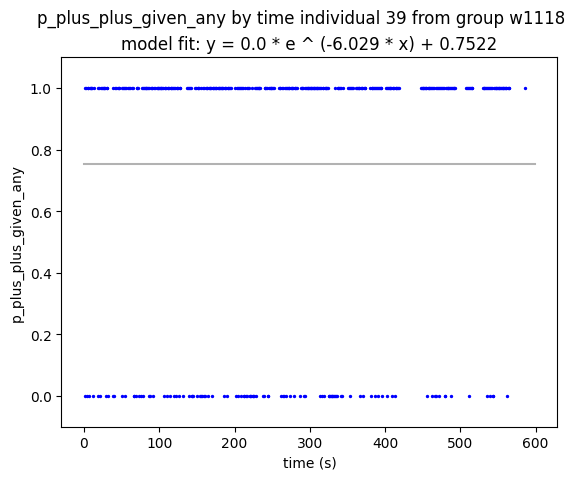 p_plus_plus_given_any by time individual 39 from group w1118
model fit: y = 0.0 * e ^ (-6.029 * x) + 0.7522
1.0
0.8
0.6
0.4
0.2
0.0
p_plus_plus_given_any
0 100 200 300 400 500 600
time (s)